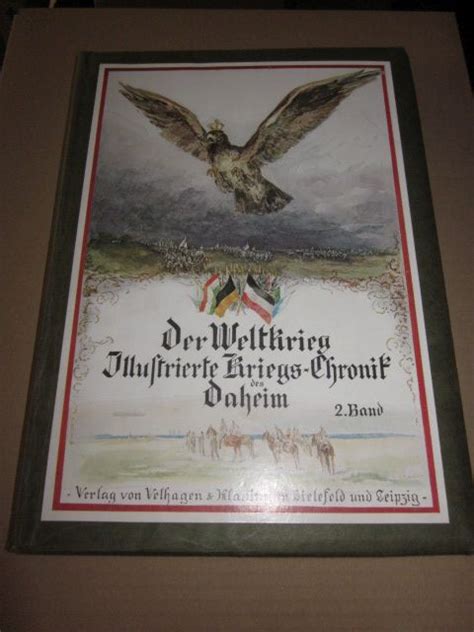 Der Weltkrieg
Illustrierte Kriegs-Chronik
des
Daheim
2. Band
- Verlag von Velhagen & Klasing in Bielefeld und Leipzig -